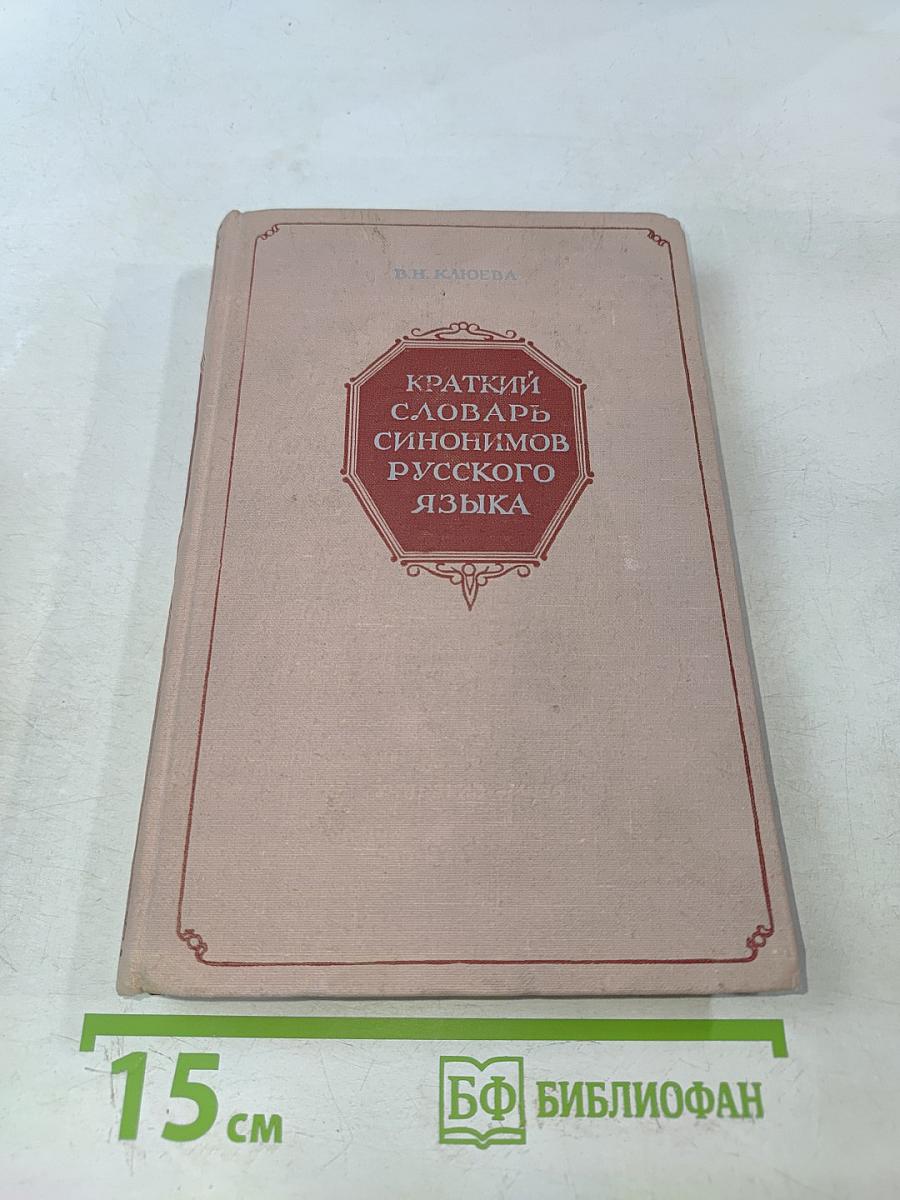 В.Н. КЛЮЕВА
КРАТКИЙ
СЛОВАРЬ
СИНОНИМОВ
РУССКОГО
ЯЗЫКА
15 см
БФ БИБЛИОФАН